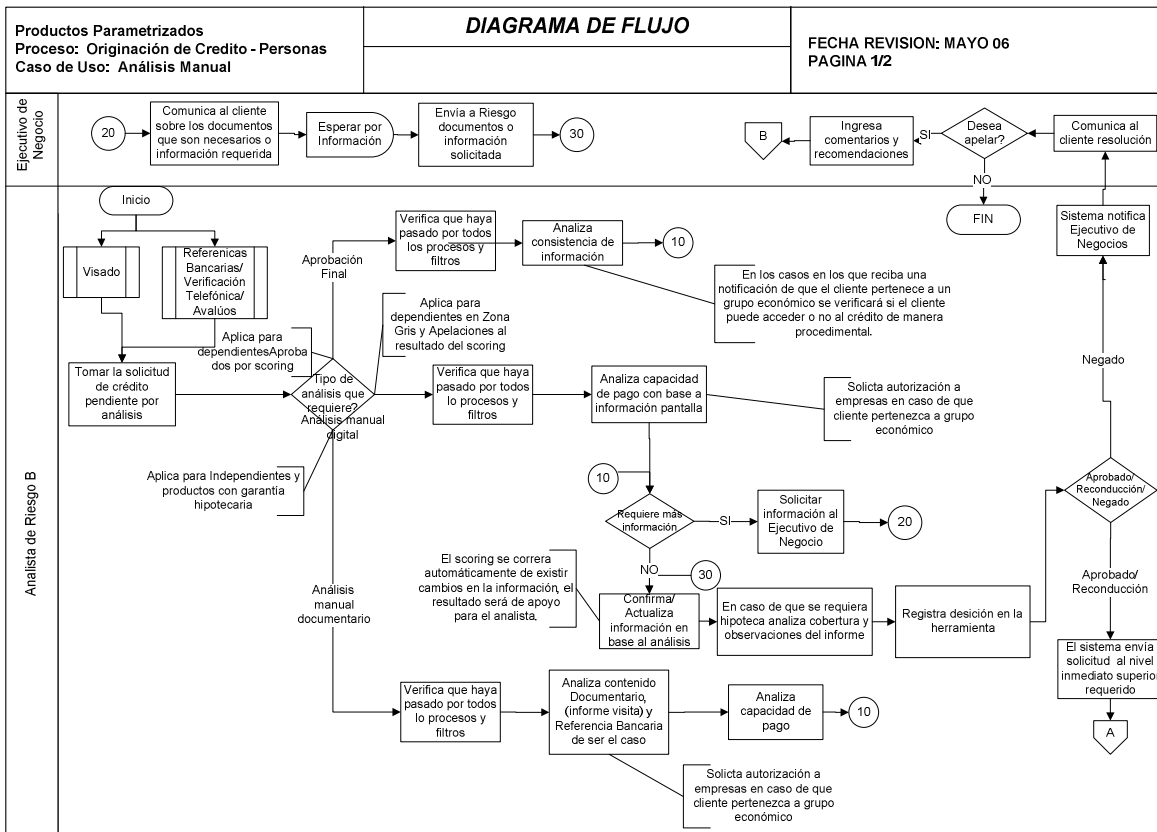 Productos Parametrizados
Proceso: Originación de Credito - Personas
Caso de Uso: Análisis Manual
DIAGRAMA DE FLUJO
FECHA REVISION: MAYO 06
PAGINA 1/2
Ejecutivo de
Negocio
20
Comunica al cliente
sobre los documentos
que son necesarios o
información requerida
Esperar por
Información
Envía a Riesgo
documentos o
información
solicitada
30
B
Ingresa
comentarios y
recomendaciones
SI
Desea
apelar?
Comunica al
cliente resolución
NO
FIN
Sistema notifica
Ejecutivo de
Negocios
Analista de Riesgo B
Inicio
Visado
Referenicas
Bancarias/
Verificación
Telefónica/
Avalúos
Aprobación
Final
Verifica que haya
pasado por todos
los procesos y
filtros
Analiza
consistencia de
información
10
En los casos en los que reciba una
notificación de que el cliente pertenece a un
grupo económico se verificará si el cliente
puede acceder o no al crédito de manera
procedimental.
Aplica para
dependientes en Zona
Gris y Apelaciones al
resultado del scoring
Aplica para
dependientesAproba
dos por scoring
Tomar la solicitud
de crédito
pendiente por
análisis
Tipo de
análisis que
requiere?
Análisis manual
digital
Verifica que haya
pasado por todos
lo procesos y
filtros
Analiza capacidad
de pago con base a
información pantalla
Solicta autorización a
empresas en caso de que
cliente pertenezca a grupo
económico
Negado
Aplica para Independientes y
productos con garantía
hipotecaria
10
Requiere más
información
SI
Solicitar
información al
Ejecutivo de
Negocio
20
Aprobado/
Reconducción/
Negado
NO
30
El scoring se correra
automáticamente de existir
cambios en la información, el
resultado será de apoyo
para el analista.
Confirma/
Actualiza
información en
base al análisis
En caso de que se requiera
hipoteca analiza cobertura y
observaciones del informe
Registra desición en la
herramienta
Aprobado/
Reconducción
Análisis
manual
documentario
El sistema envía
solicitud al nivel
inmediato superior
requerido
A
Verifica que haya
pasado por todos
lo procesos y
filtros
Analiza contenido
Documentario,
(informe visita) y
Referencia Bancaria
de ser el caso
Analiza
capacidad de
pago
10
Solicta autorización a
empresas en caso de que
cliente pertenezca a grupo
económico